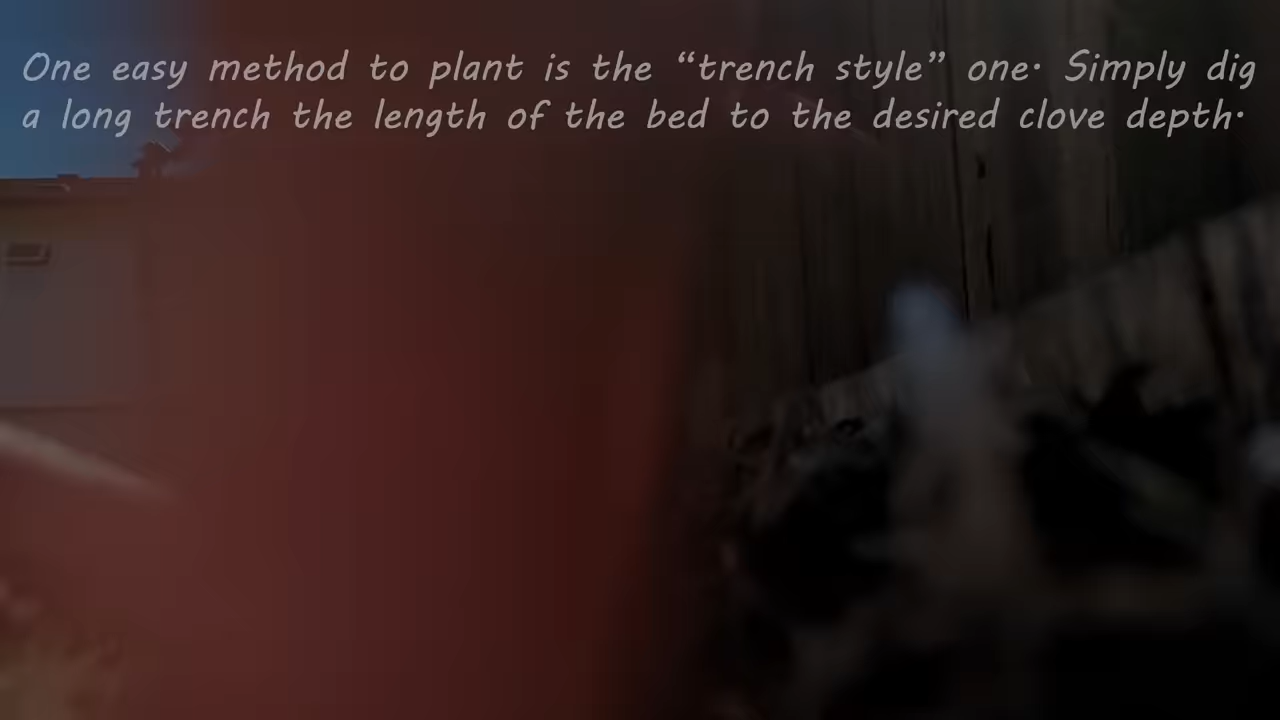 One easy method to plant is the “trench style” one. Simply dig
a long trench the length of the bed to the desired clove depth.